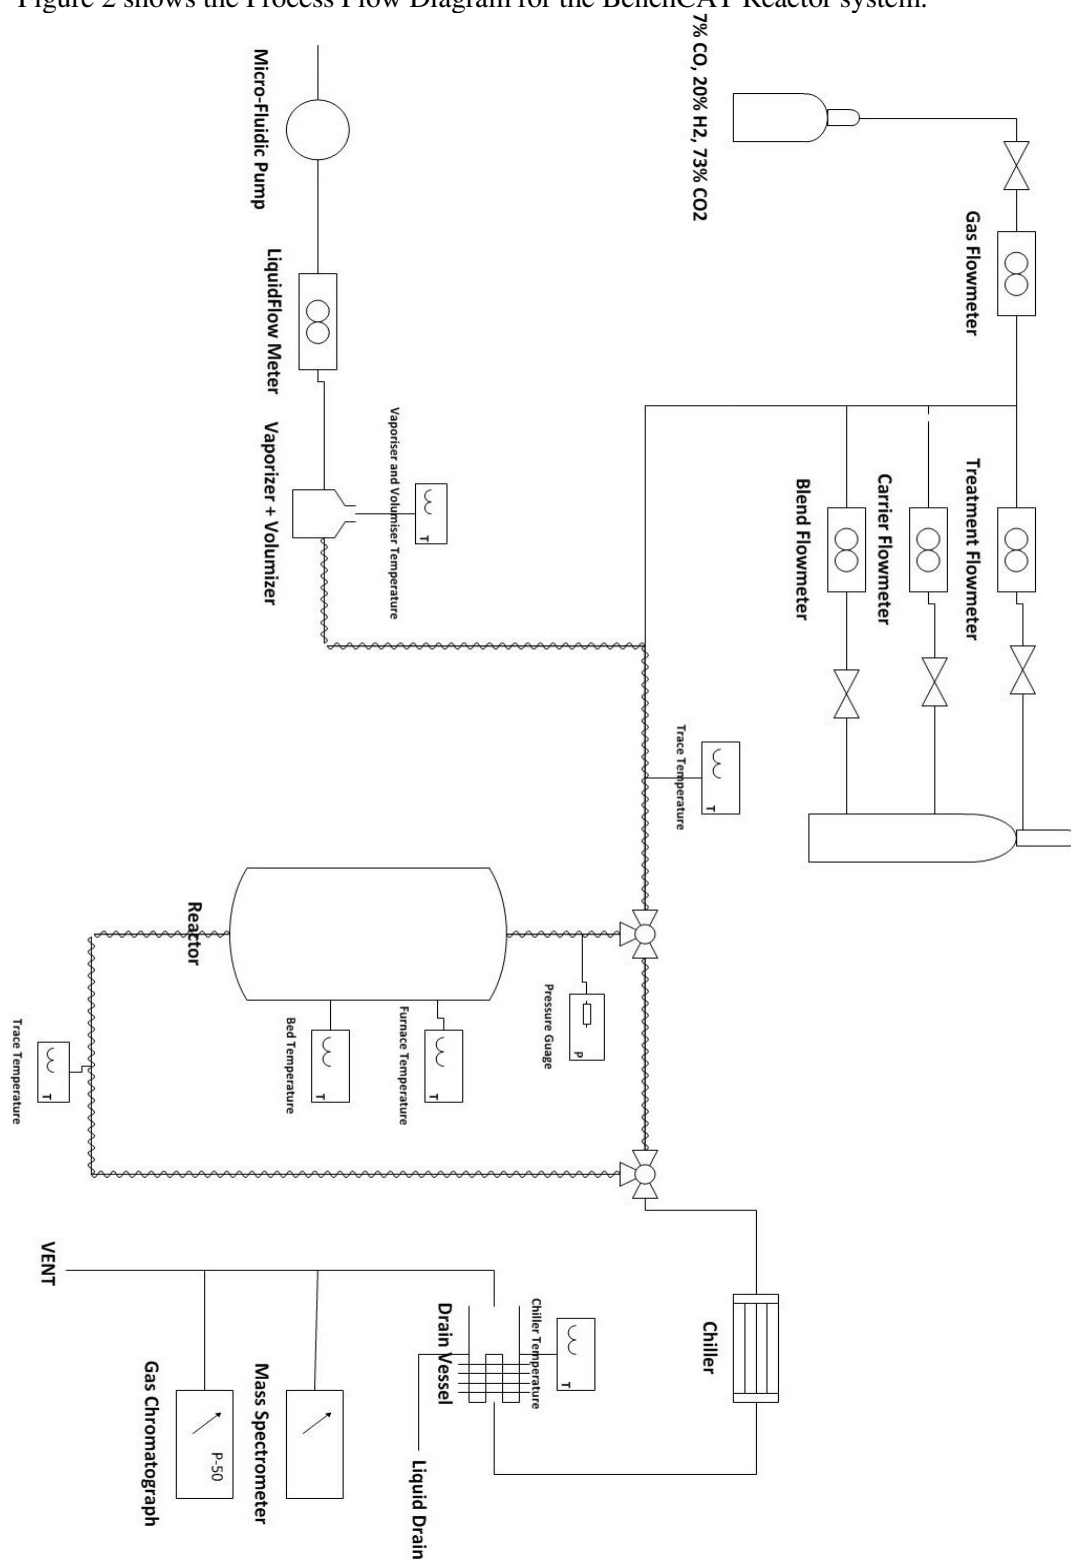 Figure 2 shows the Process Flow Diagram for the BenchCAT Reactor system.
7% CO, 20% H2, 73% CO2
Gas Flowmeter
Treatment Flowmeter
Carrier Flowmeter
Blend Flowmeter
Micro-Fluidic Pump
LiquidFlow Meter
Vaporizer + Volumizer
Vaporiser and Volumiser Temperature
T
Trace Temperature
T
Reactor
Pressure Guage
P
Furnace Temperature
T
Bed Temperature
T
Trace Temperature
T
Chiller
Chiller Temperature
T
Drain Vessel
Liquid Drain
Mass Spectrometer
Gas Chromatograph
P-50
VENT